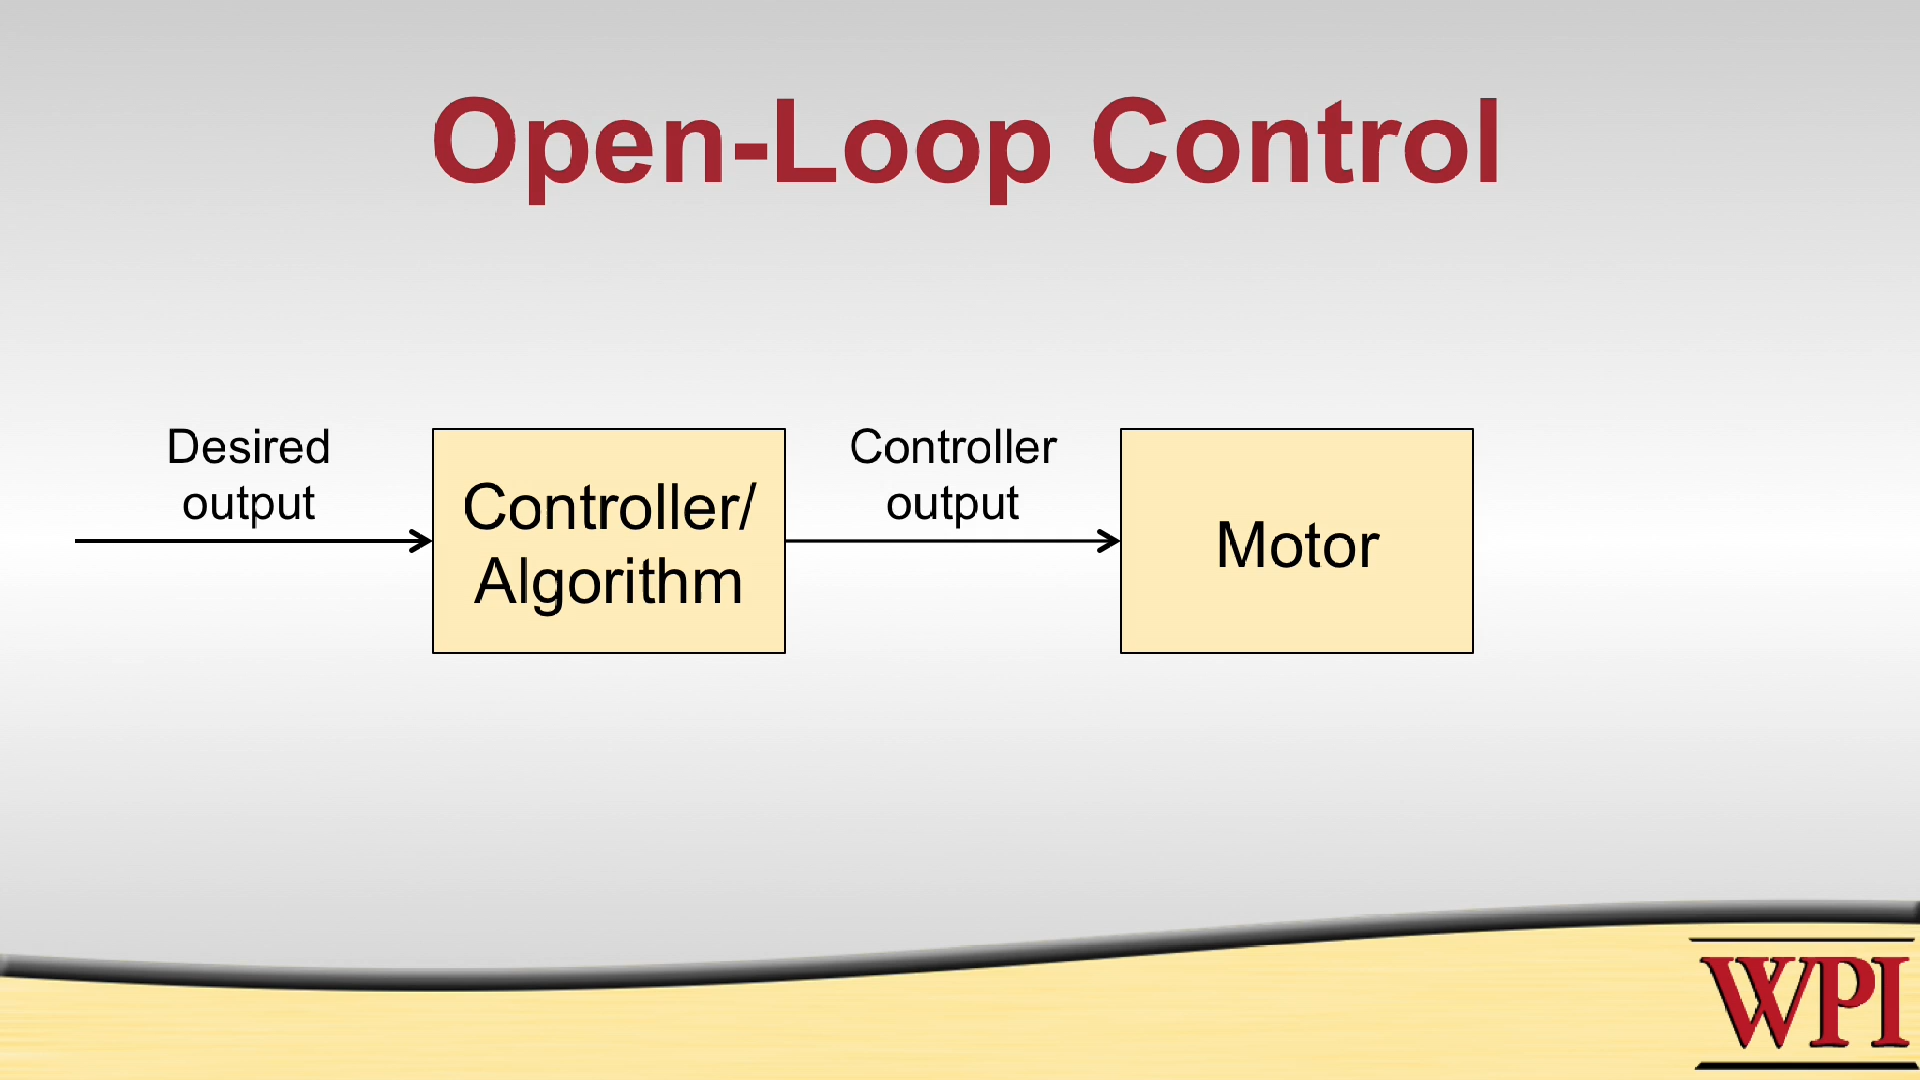 Open-Loop Control
Desired
output
Controller/
Algorithm
Controller
output
Motor
WPI